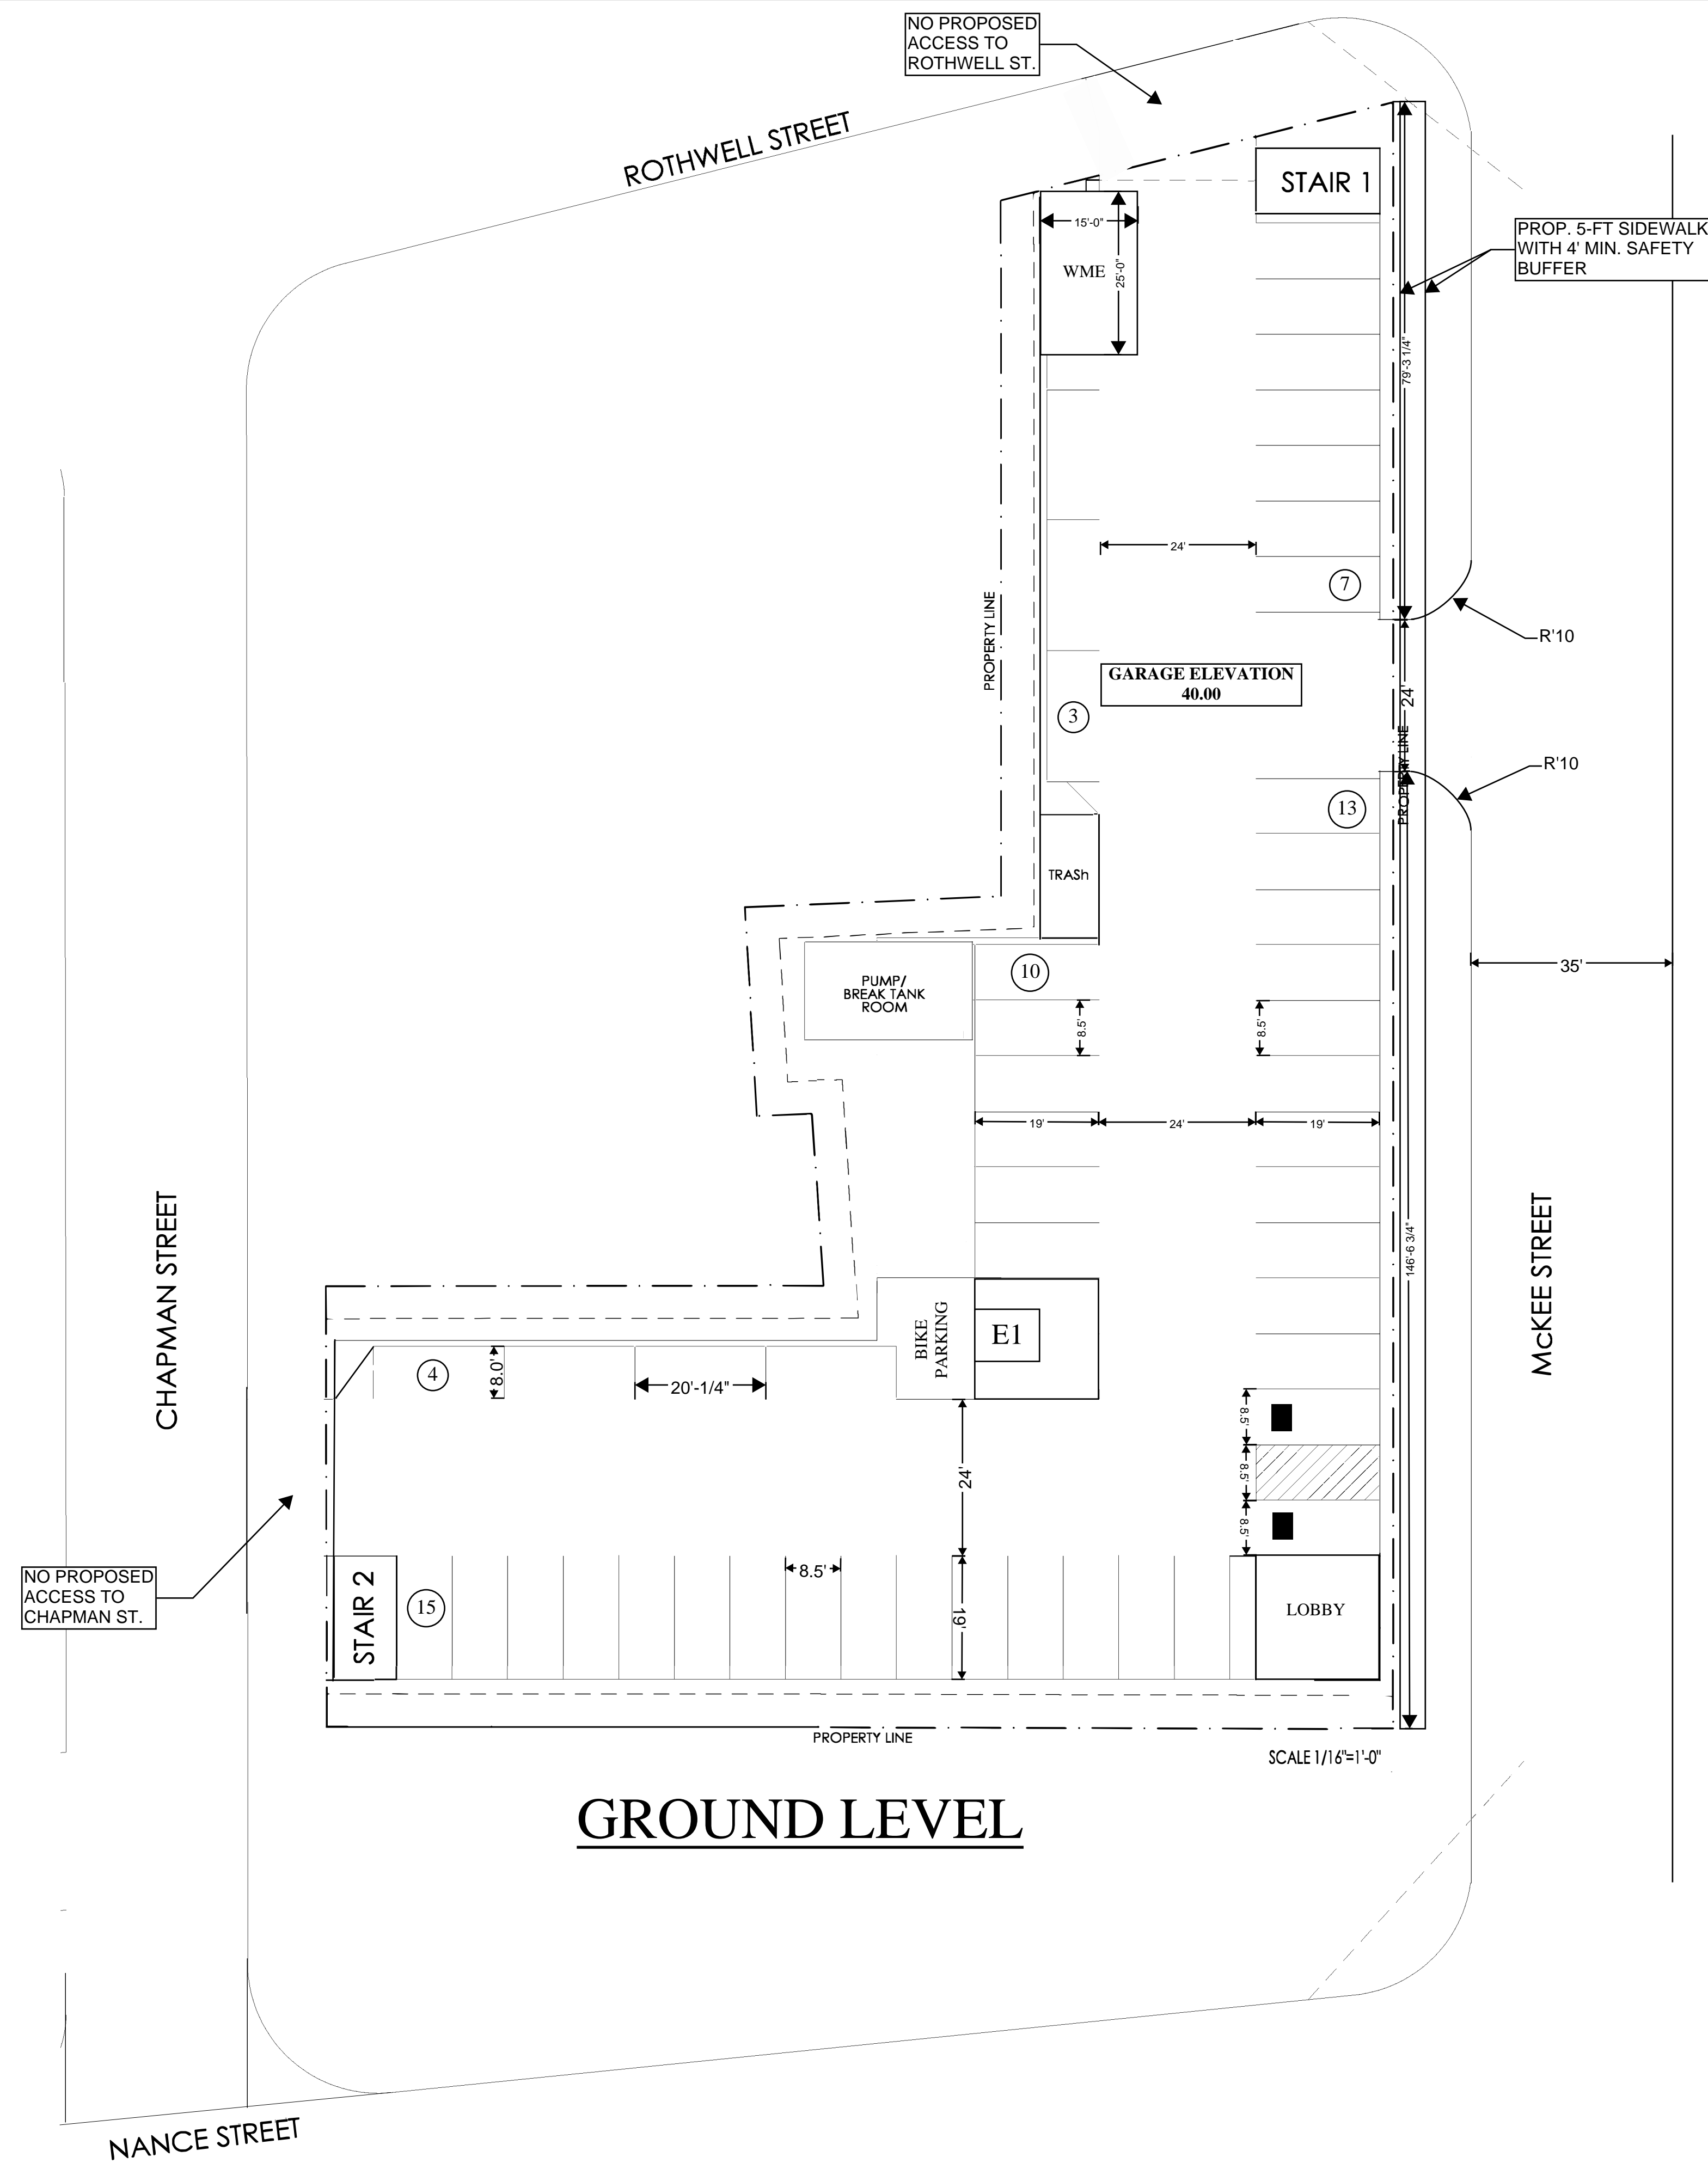 NO PROPOSED
ACCESS TO
ROTHWELL ST.
ROTHWELL STREET
STAIR 1
15'-0"
WME
25'-0"
PROP. 5-FT SIDEWALK
WITH 4' MIN. SAFETY
BUFFER
79'-3 1/4"
24'
7
R'10
PROPERTY LINE
GARAGE ELEVATION
40.00
3
24'
PROPERTY LINE
R'10
13
TRASh
35'
10
PUMP/
BREAK TANK
ROOM
8.5'
8.5'
19'
24'
19'
CHAPMAN STREET
McKEE STREET
146'-6 3/4"
BIKE
PARKING
E1
4
8.0'
20'-1/4"
8.5'
8.5'
8.5'
24'
NO PROPOSED
ACCESS TO
CHAPMAN ST.
STAIR 2
15
8.5'
19'
LOBBY
PROPERTY LINE
SCALE 1/16"=1'-0"
GROUND LEVEL
NANCE STREET